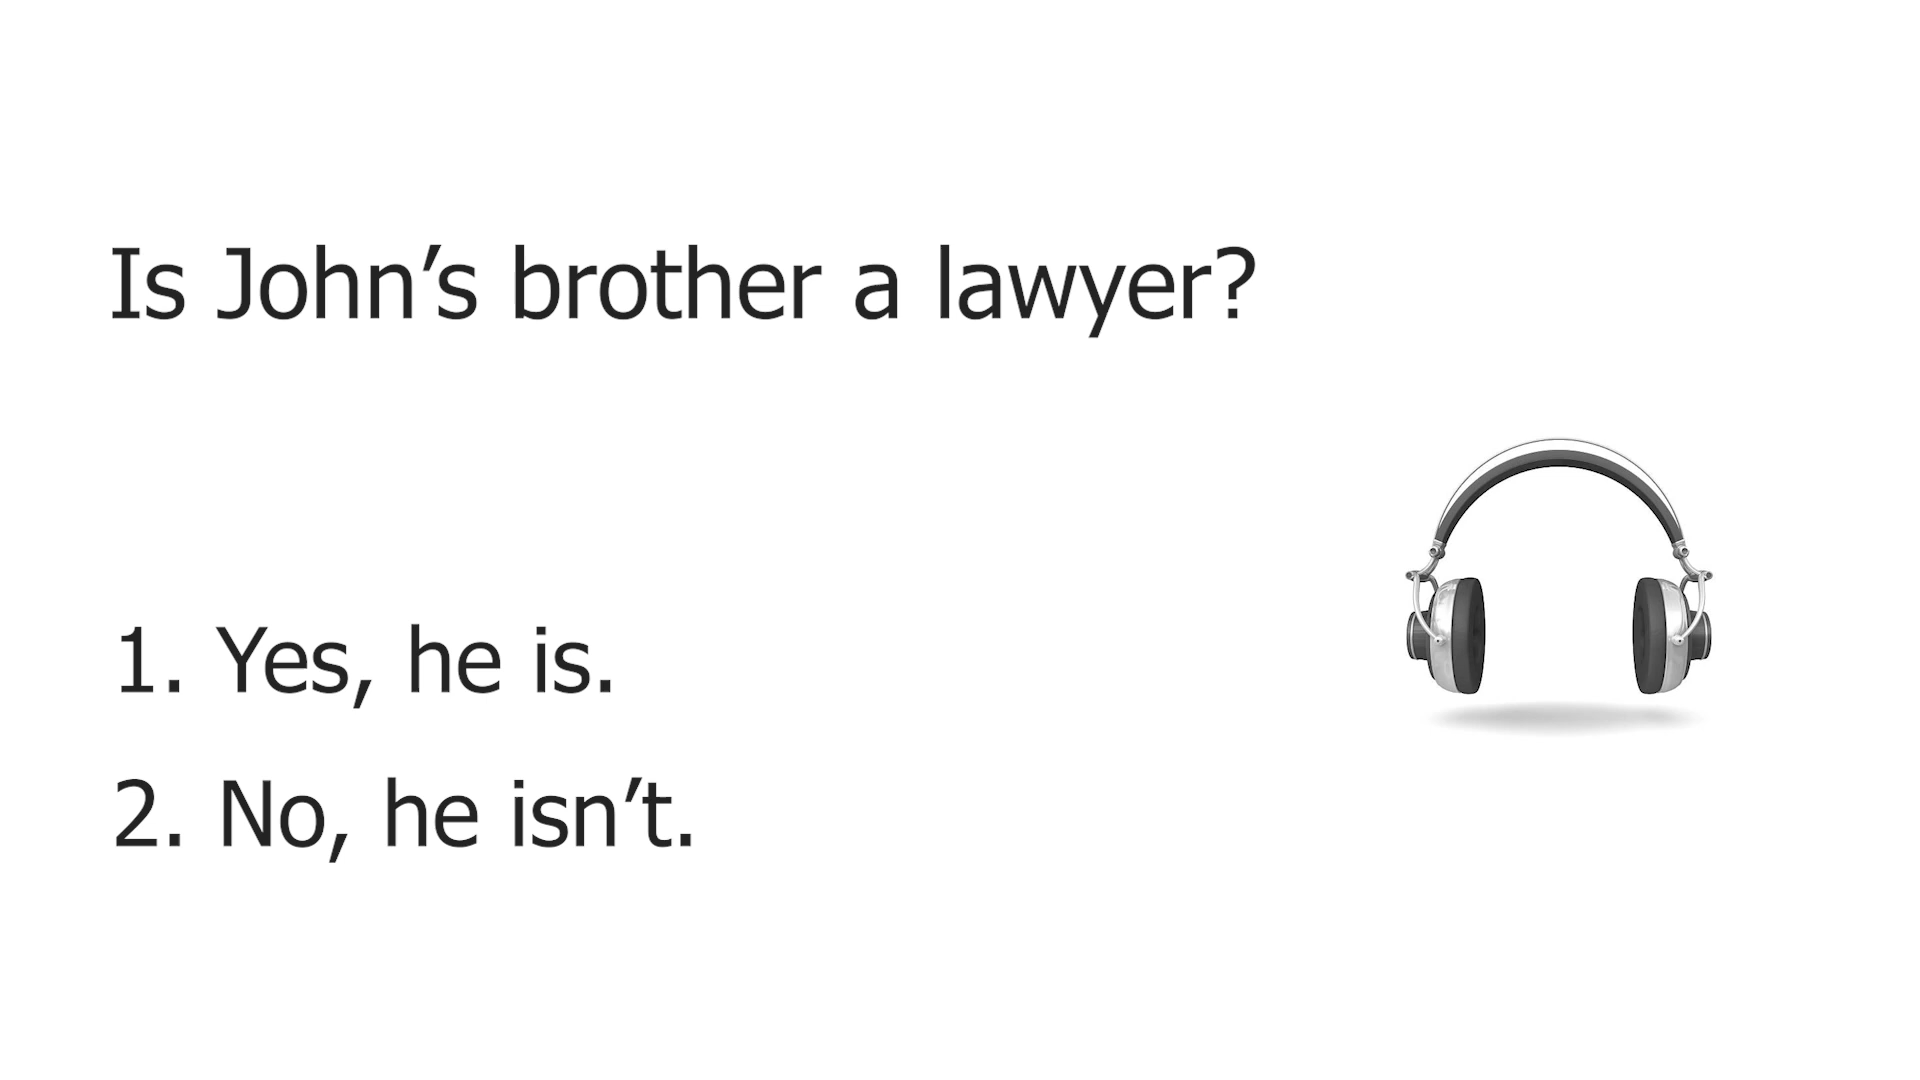 Is John’s brother a lawyer?
1. Yes, he is.
2. No, he isn’t.